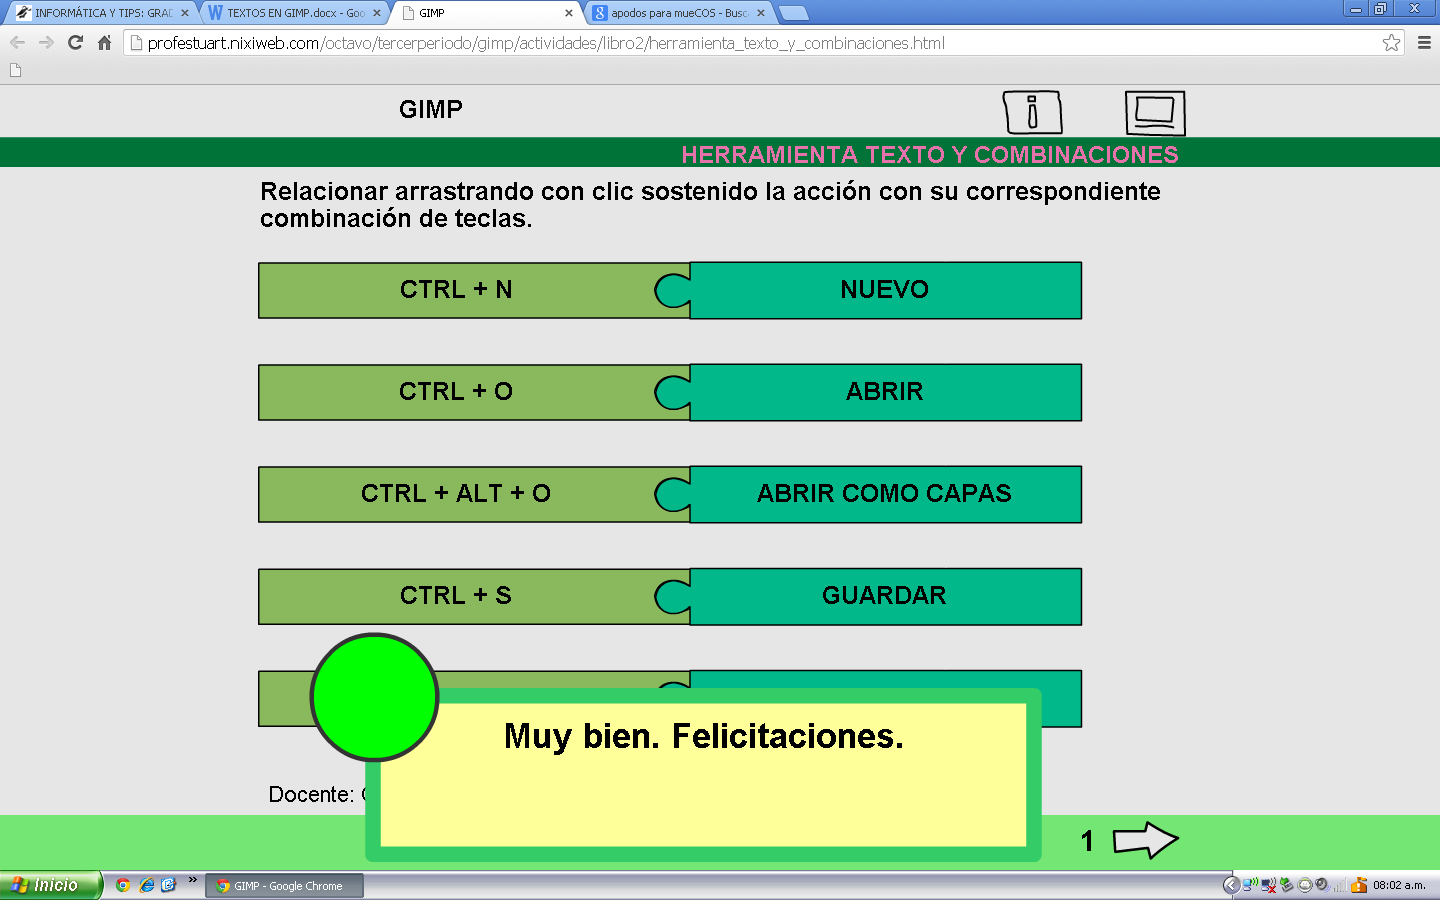 INFORMÁTICA Y TIPS: GRAD
TEXTOS EN GIMP.docx - Goo
GIMP
apodos para mueCOS - Busc
profestuart.nixiweb.com/octavo/tercerperiodo/gimp/actividades/libro2/herramienta_texto_y_combinaciones.html
GIMP
i
HERRAMIENTA TEXTO Y COMBINACIONES
Relacionar arrastrando con clic sostenido la acción con su correspondiente
combinación de teclas.
CTRL + N NUEVO
CTRL + O ABRIR
CTRL + ALT + O ABRIR COMO CAPAS
CTRL + S GUARDAR
Muy bien. Felicitaciones.
Docente:
1
Inicio
GIMP - Google Chrome
08:02 a.m.